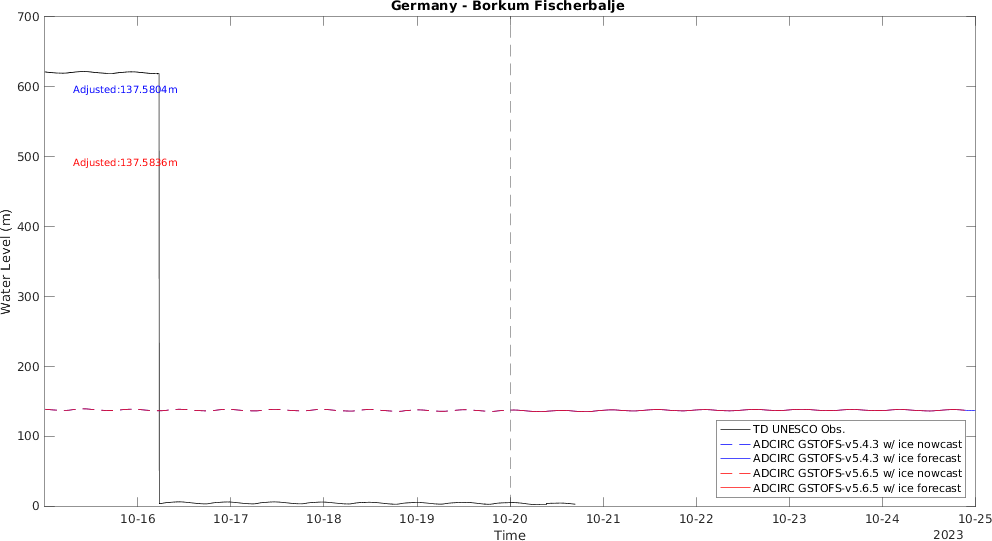 Germany - Borkum Fischerbalje
700
600
500
400
300
200
100
0
Water Level (m)
Adjusted:137.5804m
Adjusted:137.5836m
TD UNESCO Obs.
ADCIRC GSTOFS-v5.4.3 w/ ice nowcast
ADCIRC GSTOFS-v5.4.3 w/ ice forecast
ADCIRC GSTOFS-v5.6.5 w/ ice nowcast
ADCIRC GSTOFS-v5.6.5 w/ ice forecast
10-16 10-17 10-18 10-19 10-20 10-21 10-22 10-23 10-24 10-25
Time
2023